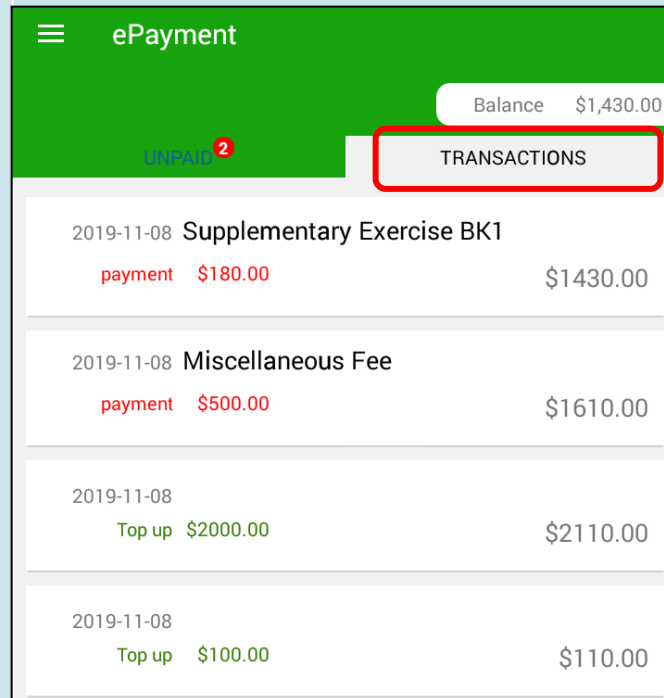 ePayment
Balance $1,430.00
UNPAID 2
TRANSACTIONS
2019-11-08 Supplementary Exercise BK1
payment $180.00 $1430.00
2019-11-08 Miscellaneous Fee
payment $500.00 $1610.00
2019-11-08
Top up $2000.00 $2110.00
2019-11-08
Top up $100.00 $110.00